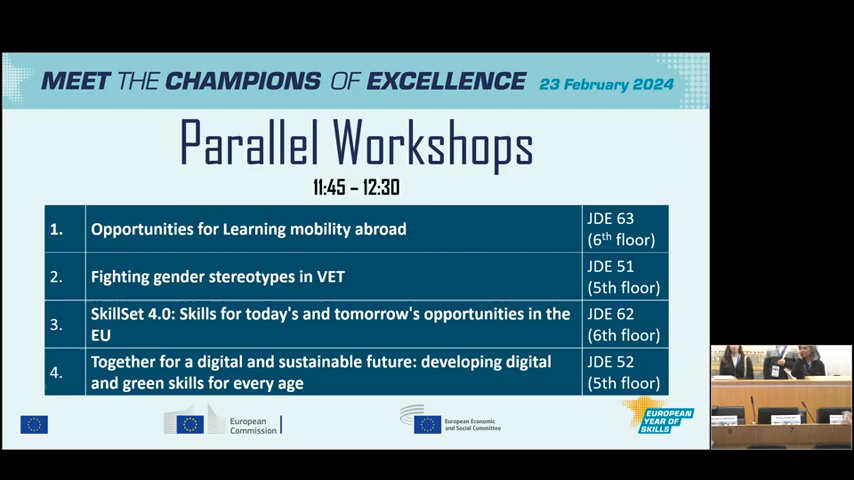 MEET THE CHAMPIONS OF EXCELLENCE 23 February 2024
Parallel Workshops
11:45 – 12:30
1. Opportunities for Learning mobility abroad JDE 63
(6th floor)
2. Fighting gender stereotypes in VET JDE 51
(5th floor)
3. SkillSet 4.0: Skills for today's and tomorrow's opportunities in the
EU JDE 62
(6th floor)
4. Together for a digital and sustainable future: developing digital
and green skills for every age JDE 52
(5th floor)
European
Commission
European Economic
and Social Committee
EUROPEAN
YEAR OF
SKILLS